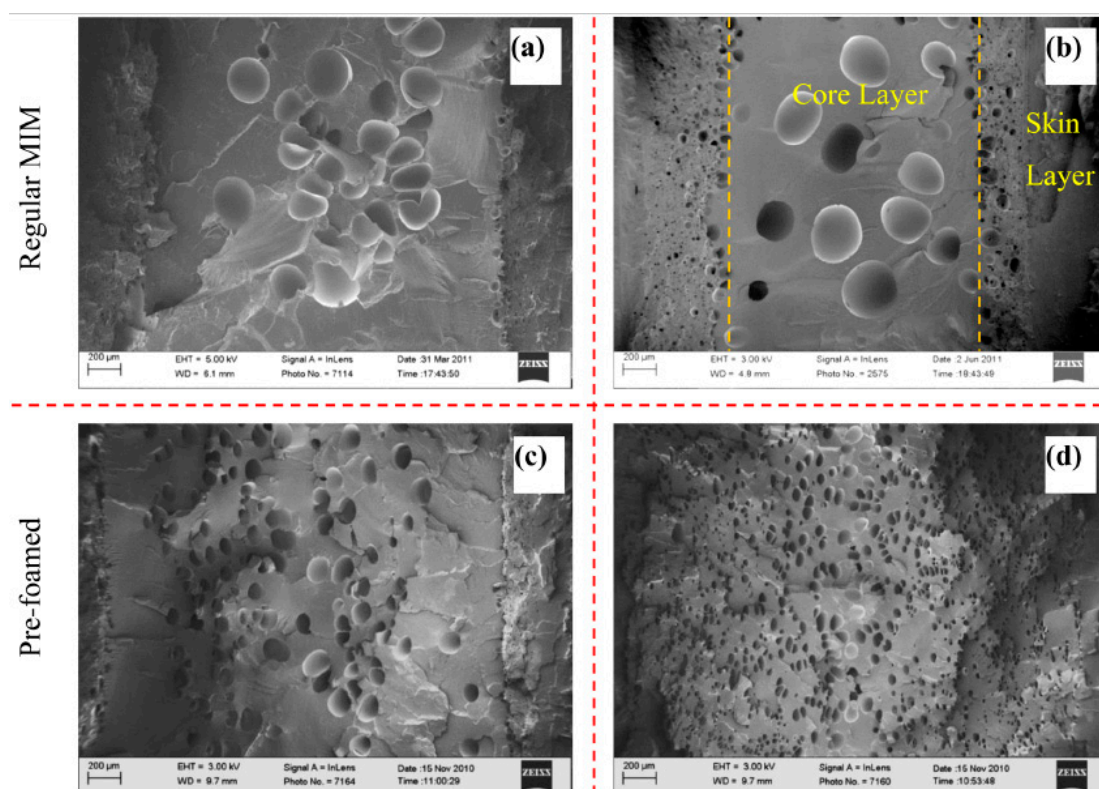 Regular MIM
(a)
200 µm
EHT = 5.00 kV
WD = 6.1 mm
Signal A = InLens
Photo No. = 7114
Date :31 Mar 2011
Time :17:43:50
ZEISS
(b)
Core Layer
Skin
Layer
200 µm
EHT = 3.00 kV
WD = 4.9 mm
Signal A = InLens
Photo No. = 2575
Date :2 Jun 2011
Time :18:43:49
ZEISS
Pre-foamed
(c)
200 µm
EHT = 3.00 kV
WD = 9.7 mm
Signal A = InLens
Photo No. = 7164
Date :15 Nov 2010
Time :11:00:29
ZEISS
(d)
200 µm
EHT = 3.00 kV
WD = 9.7 mm
Signal A = InLens
Photo No. = 7160
Date :15 Nov 2010
Time :10:53:48
ZEISS